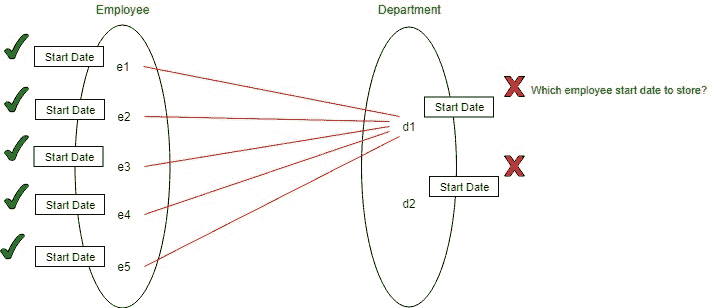 Employee
Department
Start Date
e1
Start Date
e2
Start Date
e3
Start Date
e4
Start Date
e5
d1
Start Date
Which employee start date to store?
d2
Start Date